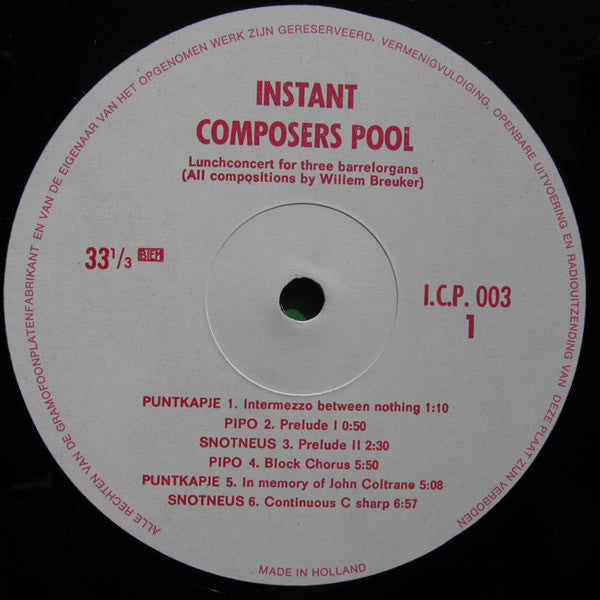 ALLE RECHTEN VAN DE GRAMOFOONPLATENFABRIKANT EN VAN DE EIGENAAR VAN HET OPGENOMEN WERK ZIJN GERESERVEERD. VERMENIGVULDIGING, OPENBARE UITVOERING EN RADIOUITZENDING VAN DEZE PLAAT ZIJN VERBODEN
INSTANT
COMPOSERS POOL
Lunchconcert for three barrelorgans
(All compositions by Willem Breuker)
33 1/3 BIEM
I.C.P. 003
1
PUNTKAPJE 1. Intermezzo between nothing 1:10
PIPO 2. Prelude I 0:50
SNOTNEUS 3. Prelude II 2:30
PIPO 4. Block Chorus 5:50
PUNTKAPJE 5. In memory of John Coltrane 5:08
SNOTNEUS 6. Continuous C sharp 6:57
MADE IN HOLLAND